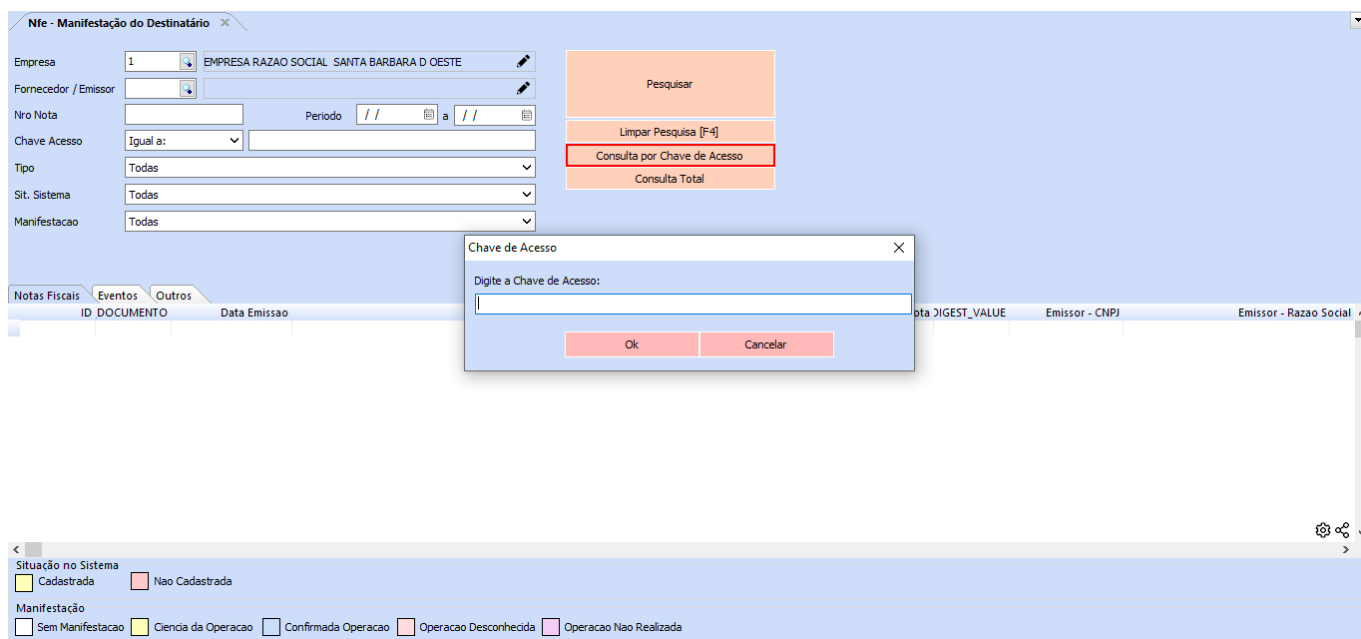 Nfe - Manifestação do Destinatário
Empresa 1 EMPRESA RAZAO SOCIAL SANTA BARBARA D OESTE
Fornecedor / Emissor
Nro Nota Periodo / / a / /
Chave Acesso Igual a:
Tipo Todas
Sit. Sistema Todas
Manifestacao Todas
Pesquisar
Limpar Pesquisa [F4]
Consulta por Chave de Acesso
Consulta Total
Chave de Acesso
Digite a Chave de Acesso:
Ok Cancelar
Notas Fiscais Eventos Outros
ID_DOCUMENTO Data Emissao ota DIGEST_VALUE Emissor - CNPJ Emissor - Razao Social
Situação no Sistema
Cadastrada Nao Cadastrada
Manifestação
Sem Manifestacao Ciencia da Operacao Confirmada Operacao Operacao Desconhecida Operacao Nao Realizada